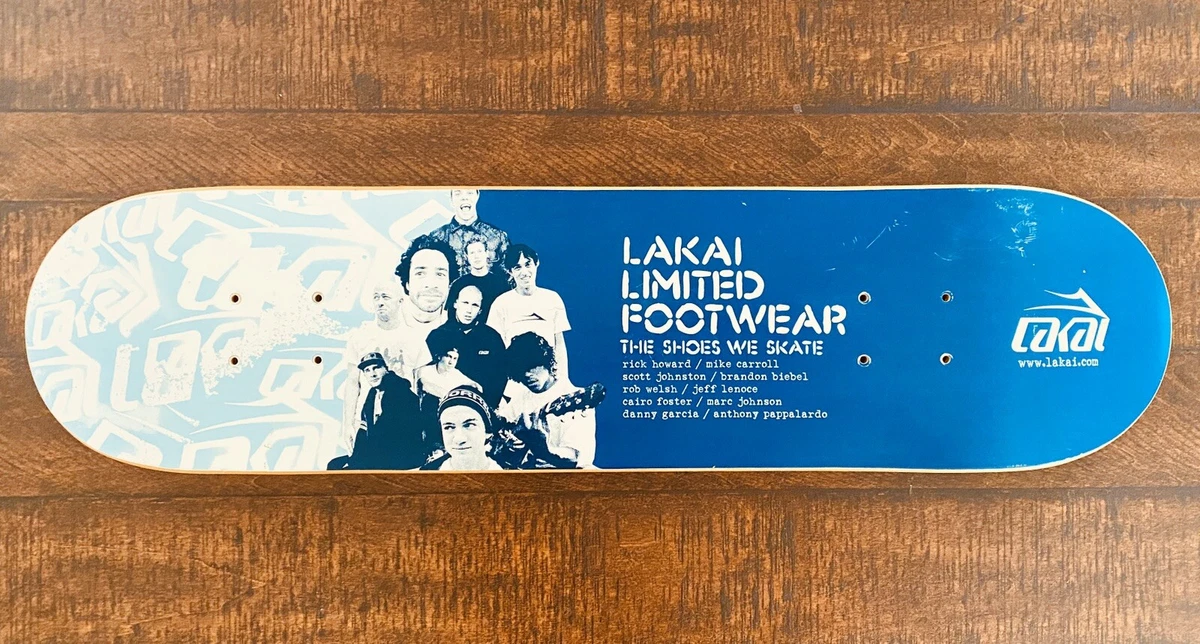 LAKAI
LIMITED
FOOTWEAR
THE SHOES WE SKATE
rick howard / mike carroll
scott johnston / brandon biebel
rob welsh / jeff lenoce
cairo foster / marc johnson
danny garcia / anthony pappalardo
Lakai
www.lakai.com